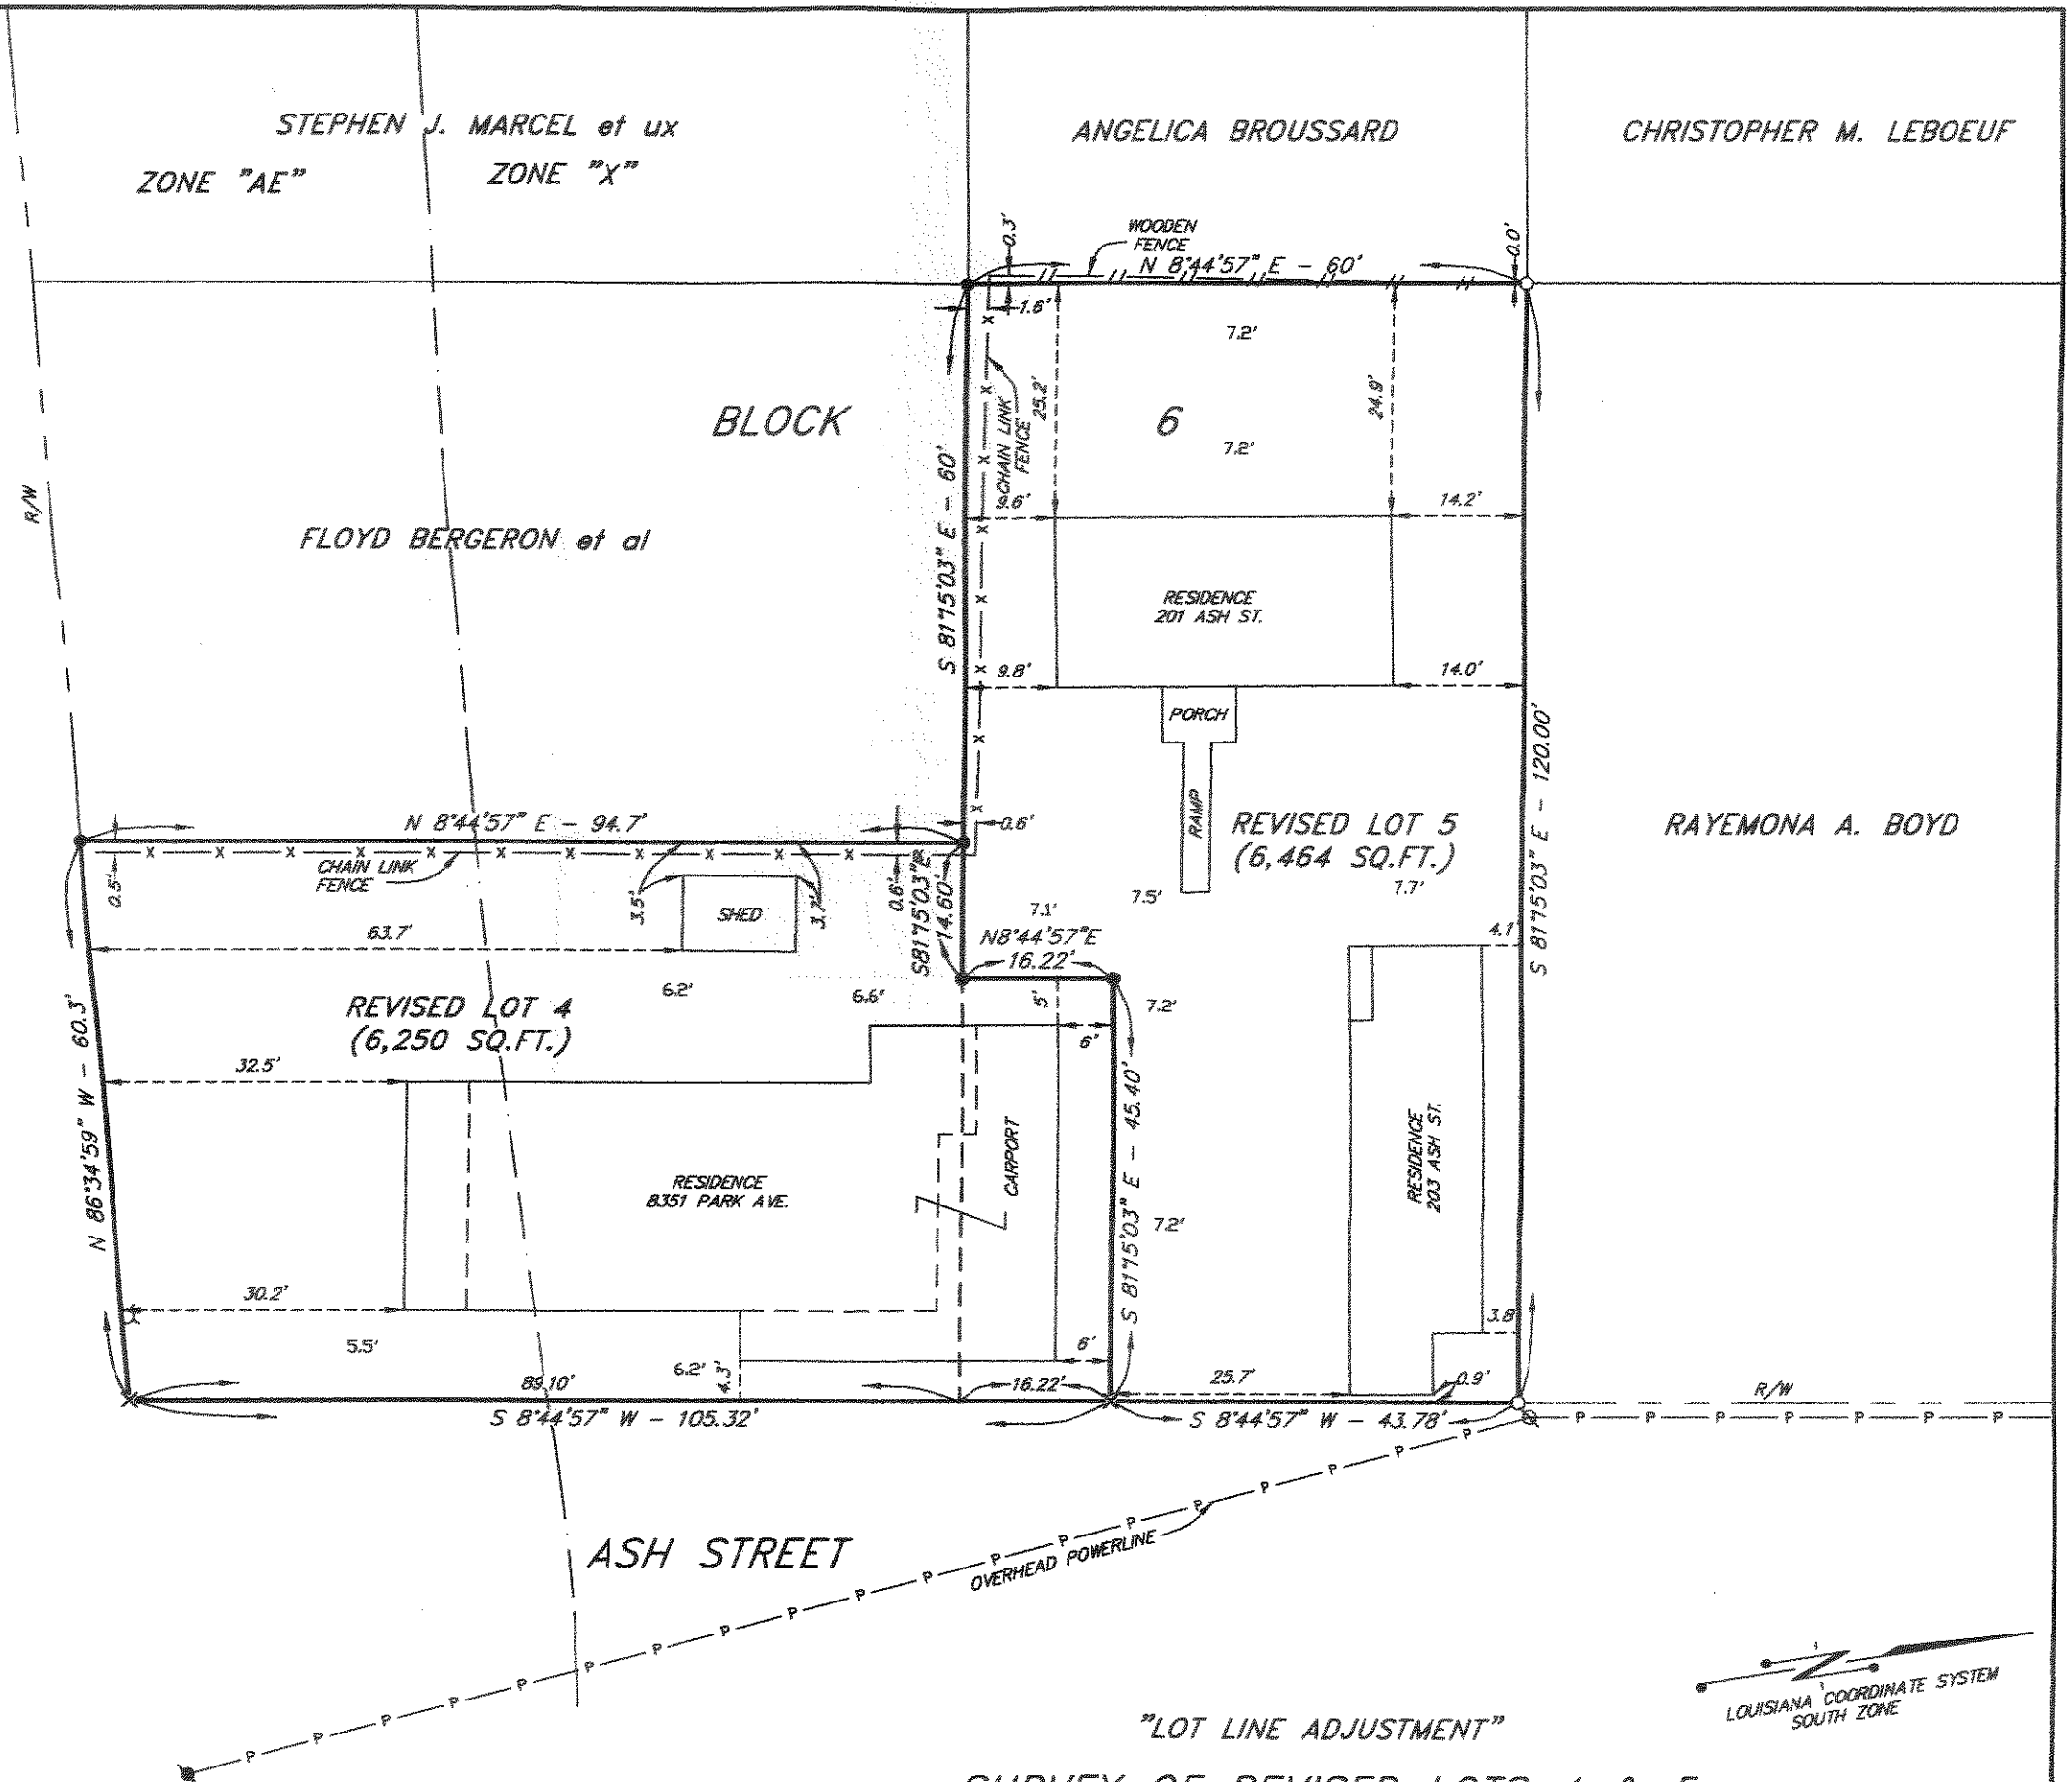 STEPHEN J. MARCEL et ux
ZONE "AE"
ZONE "X"
ANGELICA BROUSSARD
CHRISTOPHER M. LEBOEUF
WOODEN
FENCE
0.3'
0.0'
N 8°44'57" E - 60'
1.6'
7.2'
25.2'
24.9'
CHAIN LINK
FENCE
BLOCK
6
7.2'
R/W
S 81°15'03" E - 60'
9.6'
14.2'
FLOYD BERGERON et al
RESIDENCE
201 ASH ST.
9.8'
14.0'
PORCH
RAMP
S 81°15'03" E - 120.00'
N 8°44'57" E - 94.7'
0.6'
REVISED LOT 5
(6,464 SQ.FT.)
RAYEMONA A. BOYD
CHAIN LINK
FENCE
0.5'
3.5'
SHED
3.7'
0.6'
S81°15'03"E
14.60'
7.1'
7.5'
7.7'
63.7'
N8°44'57"E
16.22'
4.1'
REVISED LOT 4
(6,250 SQ.FT.)
6.2'
6.6'
5'
7.2'
6'
32.5'
N 86°34'59" W - 60.3'
S 81°15'03" E - 45.40'
RESIDENCE
8351 PARK AVE.
CARPORT
RESIDENCE
203 ASH ST.
7.2'
30.2'
3.8'
5.5'
6.2'
4.3'
6'
89.10'
16.22'
25.7'
0.9'
R/W
S 8°44'57" W - 105.32'
S 8°44'57" W - 43.78'
P P P P P P P
P P P P P P P P P P P P P P P P P P P
OVERHEAD POWERLINE
ASH STREET
LOUISIANA COORDINATE SYSTEM
SOUTH ZONE
"LOT LINE ADJUSTMENT"